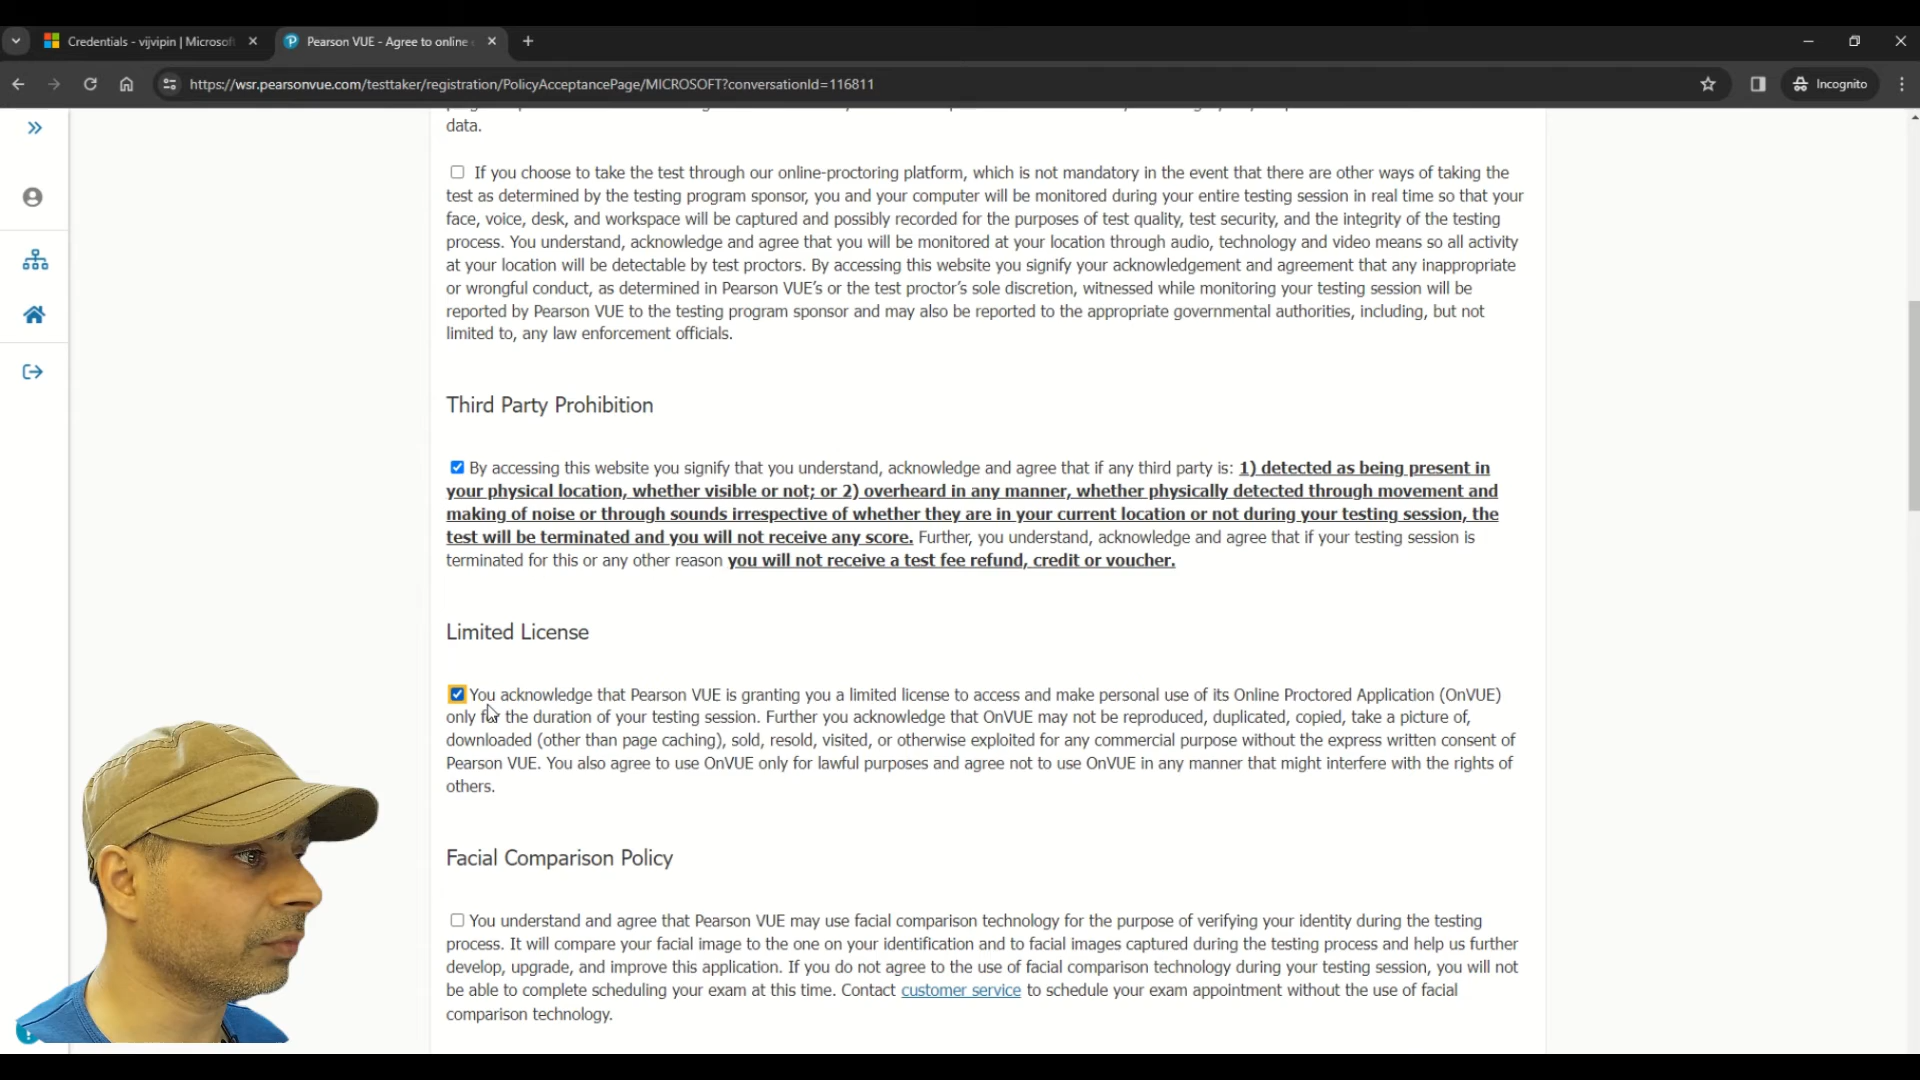 Credentials - vijvipin | Microsof
Pearson VUE - Agree to online
https://wsr.pearsonvue.com/testtaker/registration/PolicyAcceptancePage/MICROSOFT?conversationId=116811
Incognito
data.
If you choose to take the test through our online-proctoring platform, which is not mandatory in the event that there are other ways of taking the
test as determined by the testing program sponsor, you and your computer will be monitored during your entire testing session in real time so that your
face, voice, desk, and workspace will be captured and possibly recorded for the purposes of test quality, test security, and the integrity of the testing
process. You understand, acknowledge and agree that you will be monitored at your location through audio, technology and video means so all activity
at your location will be detectable by test proctors. By accessing this website you signify your acknowledgement and agreement that any inappropriate
or wrongful conduct, as determined in Pearson VUE’s or the test proctor’s sole discretion, witnessed while monitoring your testing session will be
reported by Pearson VUE to the testing program sponsor and may also be reported to the appropriate governmental authorities, including, but not
limited to, any law enforcement officials.
Third Party Prohibition
By accessing this website you signify that you understand, acknowledge and agree that if any third party is: 1) detected as being present in
your physical location, whether visible or not; or 2) overheard in any manner, whether physically detected through movement and
making of noise or through sounds irrespective of whether they are in your current location or not during your testing session, the
test will be terminated and you will not receive any score. Further, you understand, acknowledge and agree that if your testing session is
terminated for this or any other reason you will not receive a test fee refund, credit or voucher.
Limited License
You acknowledge that Pearson VUE is granting you a limited license to access and make personal use of its Online Proctored Application (OnVUE)
only for the duration of your testing session. Further you acknowledge that OnVUE may not be reproduced, duplicated, copied, take a picture of,
downloaded (other than page caching), sold, resold, visited, or otherwise exploited for any commercial purpose without the express written consent of
Pearson VUE. You also agree to use OnVUE only for lawful purposes and agree not to use OnVUE in any manner that might interfere with the rights of
others.
Facial Comparison Policy
You understand and agree that Pearson VUE may use facial comparison technology for the purpose of verifying your identity during the testing
process. It will compare your facial image to the one on your identification and to facial images captured during the testing process and help us further
develop, upgrade, and improve this application. If you do not agree to the use of facial comparison technology during your testing session, you will not
be able to complete scheduling your exam at this time. Contact customer service to schedule your exam appointment without the use of facial
comparison technology.